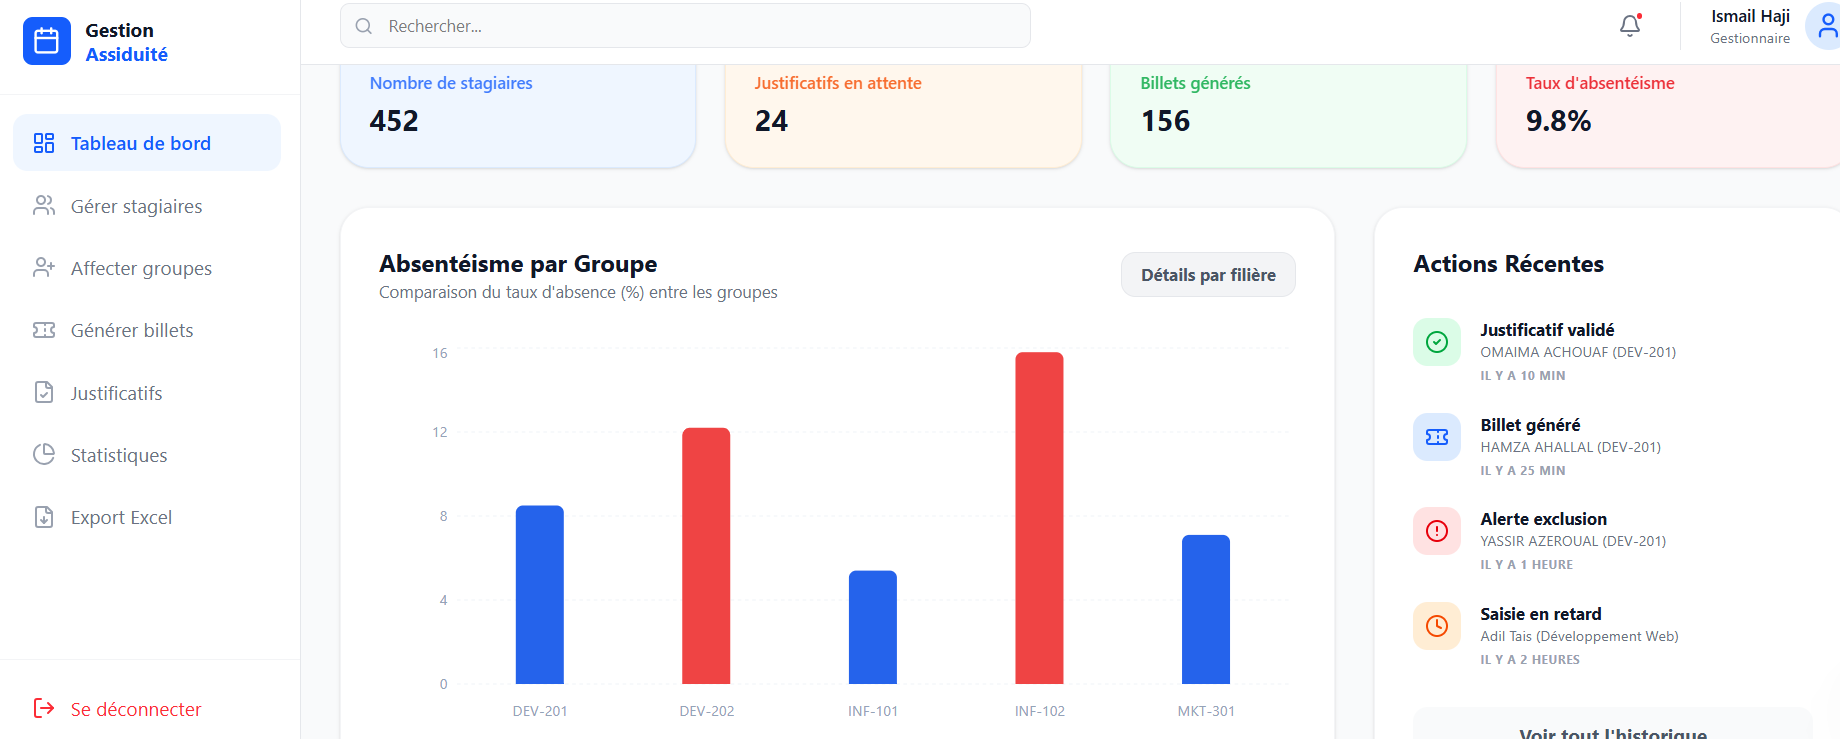 Gestion
Assiduité
Rechercher...
Ismail Haji
Gestionnaire
Tableau de bord
Gérer stagiaires
Affecter groupes
Générer billets
Justificatifs
Statistiques
Export Excel
Se déconnecter
Nombre de stagiaires
452
Justificatifs en attente
24
Billets générés
156
Taux d'absentéisme
9.8%
Absentéisme par Groupe
Comparaison du taux d'absence (%) entre les groupes
Détails par filière
16
12
8
4
0
DEV-201
DEV-202
INF-101
INF-102
MKT-301
Actions Récentes
Justificatif validé
OMAIMA ACHOUAF (DEV-201)
IL Y A 10 MIN
Billet généré
HAMZA AHALLAL (DEV-201)
IL Y A 25 MIN
Alerte exclusion
YASSIR AZEROUAL (DEV-201)
IL Y A 1 HEURE
Saisie en retard
Adil Tais (Développement Web)
IL Y A 2 HEURES
Voir tout l'historique